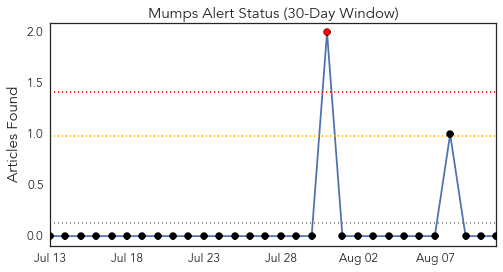 Mumps Alert Status (30-Day Window)
Articles Found
2.0
1.5
1.0
0.5
0.0
Jul 13 Jul 18 Jul 23 Jul 28 Aug 02 Aug 07